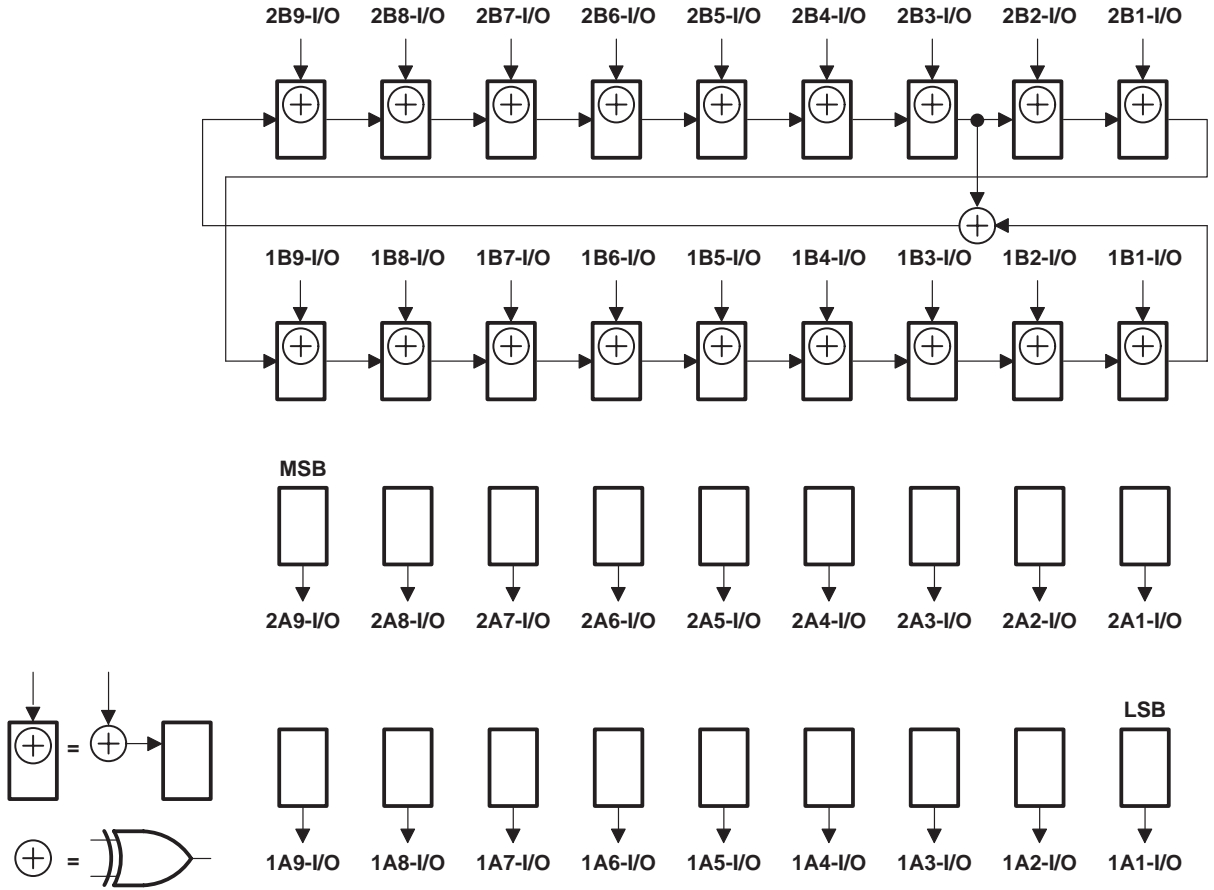 2B9-I/O 2B8-I/O 2B7-I/O 2B6-I/O 2B5-I/O 2B4-I/O 2B3-I/O 2B2-I/O 2B1-I/O
1B9-I/O 1B8-I/O 1B7-I/O 1B6-I/O 1B5-I/O 1B4-I/O 1B3-I/O 1B2-I/O 1B1-I/O
MSB
2A9-I/O 2A8-I/O 2A7-I/O 2A6-I/O 2A5-I/O 2A4-I/O 2A3-I/O 2A2-I/O 2A1-I/O
LSB
=
=
1A9-I/O 1A8-I/O 1A7-I/O 1A6-I/O 1A5-I/O 1A4-I/O 1A3-I/O 1A2-I/O 1A1-I/O